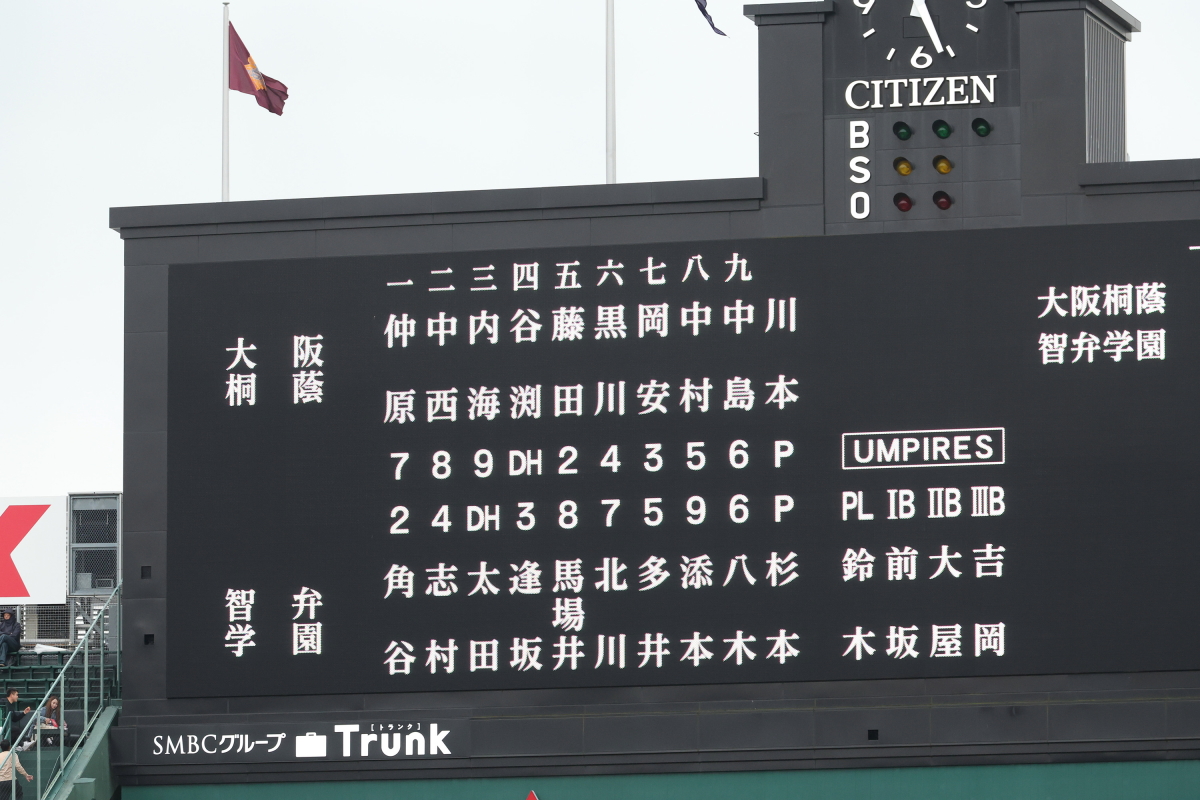 9 3
6
CITIZEN
B
S
O
一 二 三 四 五 六 七 八 九
大阪桐蔭
仲原 中西 内海 谷渕 藤田 黒川 岡安 中村 中島 川本
7 8 9 DH 2 4 3 5 6 P
2 4 DH 3 8 7 5 9 6 P
智弁学園
角谷 志村 太田 逢坂 馬場井 北川 多井 添本 八木 杉本
大阪桐蔭
智弁学園
UMPIRES
PL IB IIB IIIB
鈴木 前坂 大屋 吉岡
SMBCグループ
[トランク]
Trunk